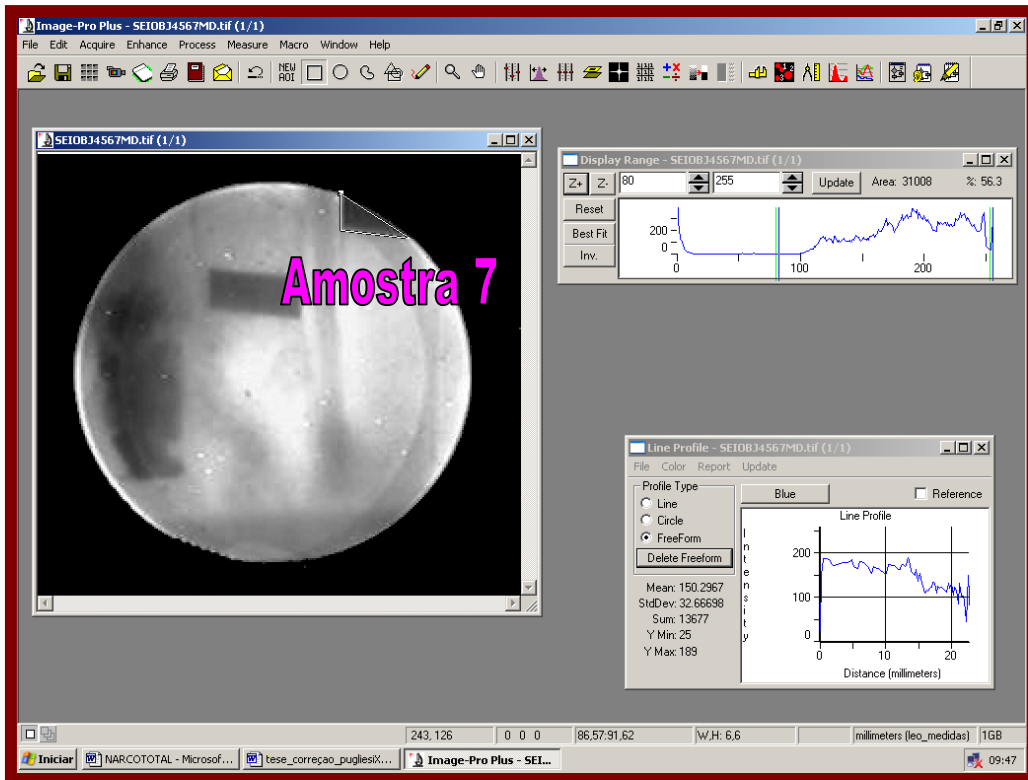 Image-Pro Plus - SEIOBJ4567MD.tif (1/1)
File Edit Acquire Enhance Process Measure Macro Window Help
NEW AOI
SEIOBJ4567MD.tif (1/1)
Amostra 7
Display Range - SEIOBJ4567MD.tif (1/1)
Z+ Z- 80 255 Update Area: 31008 %: 56.3
Reset
Best Fit
Inv.
200
0
0 100 200
Line Profile - SEIOBJ4567MD.tif (1/1)
File Color Report Update
Profile Type
Line
Circle
FreeForm
Delete Freeform
Mean: 150.2967
StdDev: 32.66698
Sum: 13677
Y Min: 25
Y Max: 189
Blue Reference
Line Profile
Intensity
200
100
0
0 10 20
Distance (millimeters)
243, 126 0 0 0 86,57:91,62 W,H: 6,6 millimeters (leo_medidas) 1GB
Iniciar NARCOTOTAL - Microsof... tese_correçao_pugliesiX... Image-Pro Plus - SEI... 09:47